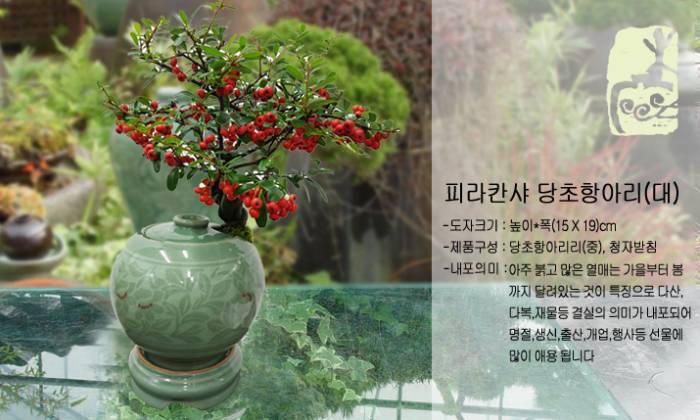 피라칸샤 당초항아리(대)
-도자크기 : 높이*폭(15 X 19)cm
-제품구성 : 당초항아리리(중), 청자받침
-내포의미 : 아주 붉고 많은 열매는 가을부터 봄
까지 달려있는 것이 특징으로 다산,
다복,재물등 결실의 의미가 내포되어
명절,생신,출산,개업,행사등 선물에
많이 애용 됩니다